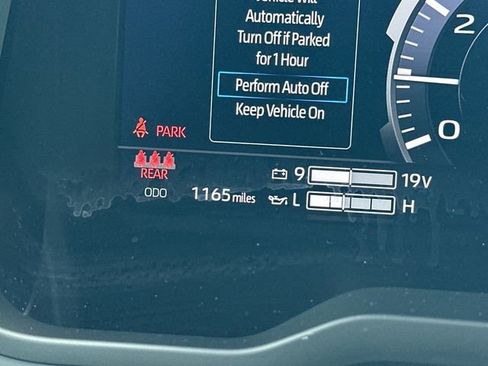 Vehicle Will
Automatically
Turn Off if Parked
for 1 Hour
Perform Auto Off
Keep Vehicle On
2
0
PARK
REAR
ODO 1165 miles
9 19V
L H